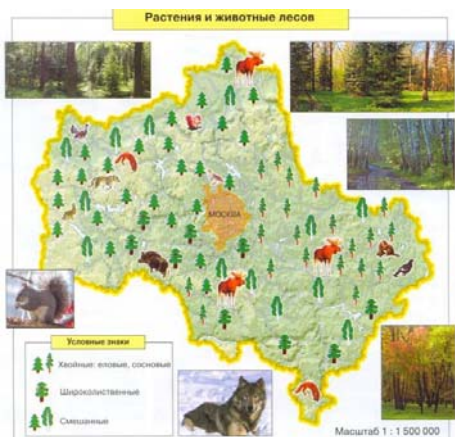 Растения и животные лесов
МОСКВА
Условные знаки
Хвойные: еловые, сосновые
Широколиственные
Смешанные
Масштаб 1 : 1 500 000